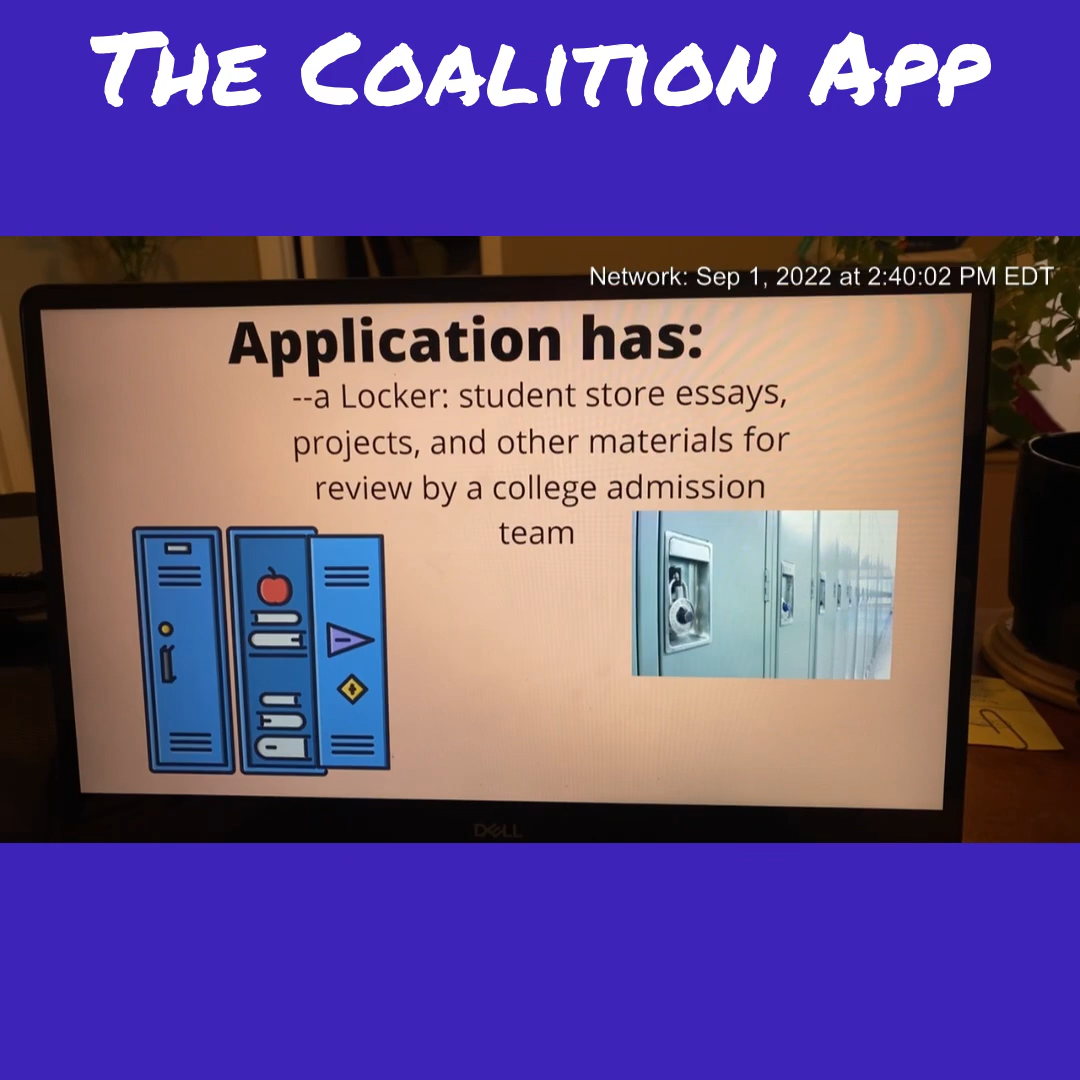 The Coalition App
Network: Sep 1, 2022 at 2:40:02 PM EDT
Application has:
--a Locker: student store essays,
projects, and other materials for
review by a college admission
team
DELL